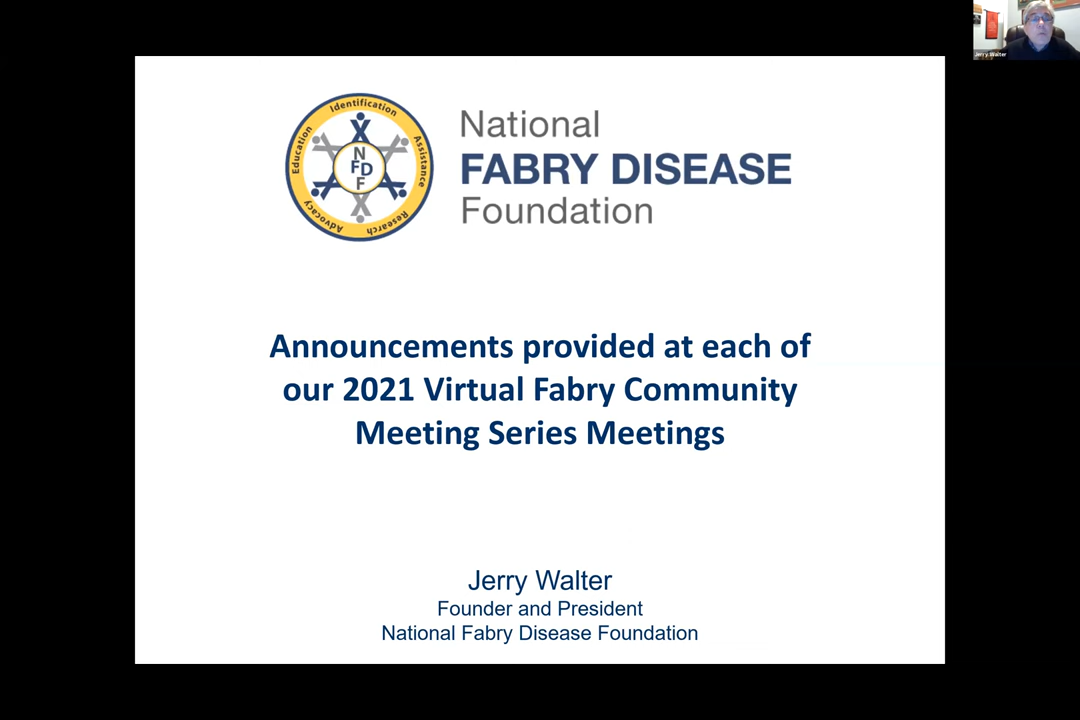 Jerry Walter
Identification
Education
Assistance
Advocacy
Research
N
FD
F
National
FABRY DISEASE
Foundation
Announcements provided at each of
our 2021 Virtual Fabry Community
Meeting Series Meetings
Jerry Walter
Founder and President
National Fabry Disease Foundation